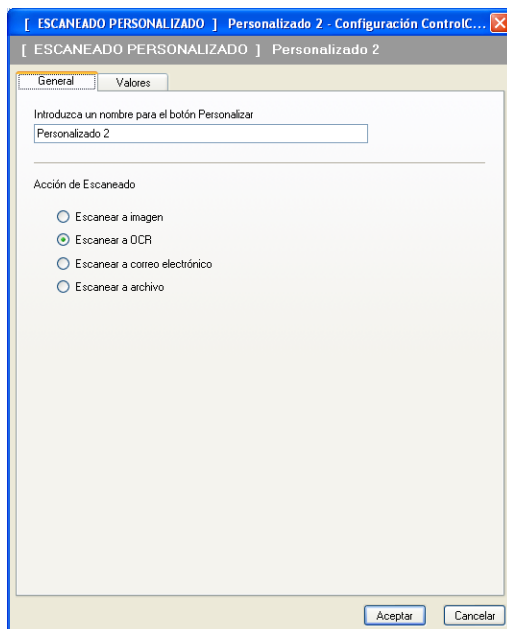 [ ESCANEADO PERSONALIZADO ] Personalizado 2 - Configuración ControlC...
[ ESCANEADO PERSONALIZADO ] Personalizado 2
General Valores
Introduzca un nombre para el botón Personalizar
Personalizado 2
Acción de Escaneado
Escanear a imagen
Escanear a OCR
Escanear a correo electrónico
Escanear a archivo
Aceptar Cancelar